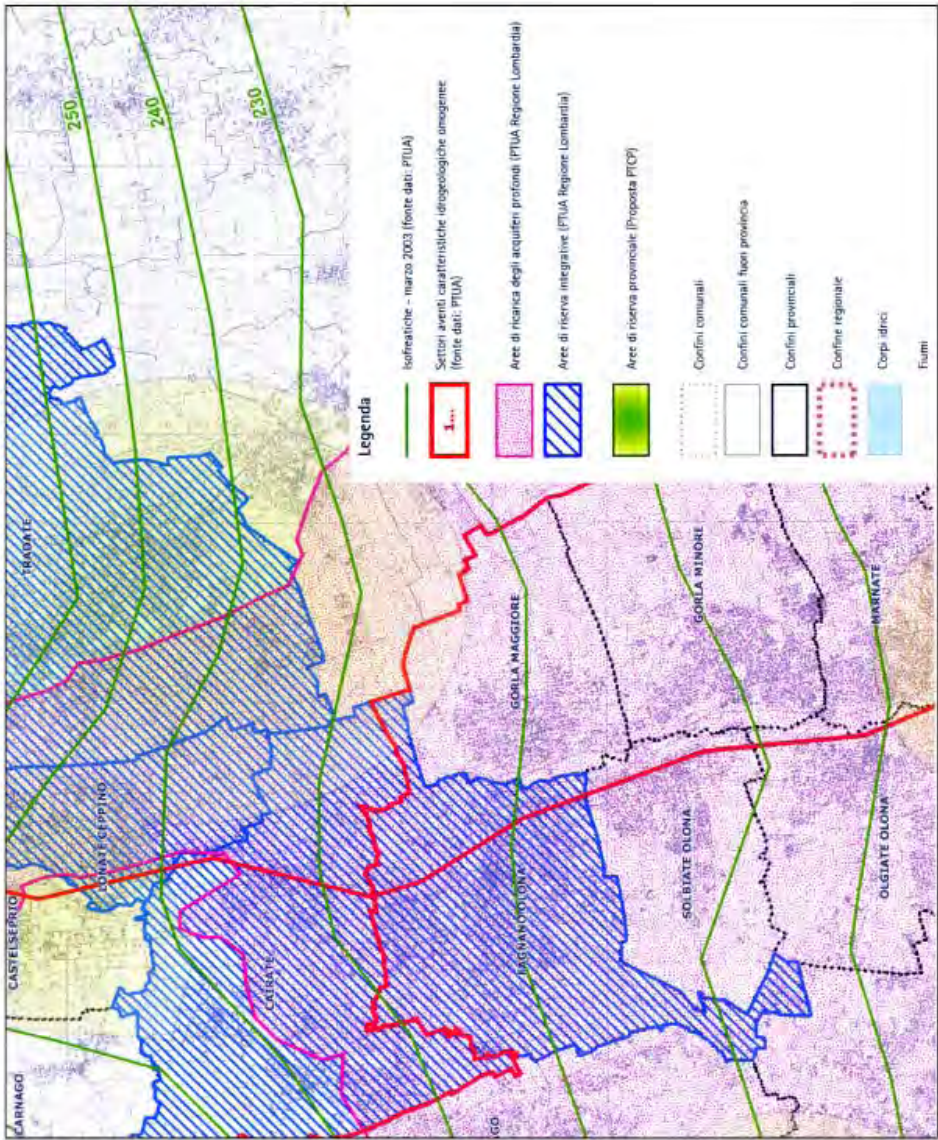 CARNAGO
CASTELSEPRIO
LONATE CEPPINO
TRADATE
250
240
230
CAIRATE
FAGNANO OLONA
GORLA MAGGIORE
GO
SOLBIATE OLONA
GORLA MINORE
OLGIATE OLONA
MARNATE
Legenda
Isofreatiche – marzo 2003 (fonte dati: PTUA)
1...
Settori aventi caratteristiche idrogeologiche omogenee
(fonte dati: PTUA)
Aree di ricarica degli acquiferi profondi (PTUA Regione Lombardia)
Aree di riserva integrative (PTUA Regione Lombardia)
Aree di riserva provinciale (Proposta PTCP)
Confini comunali
Confini comunali fuori provincia
Confini provinciali
Confine regionale
Corpi idrici
Fiumi